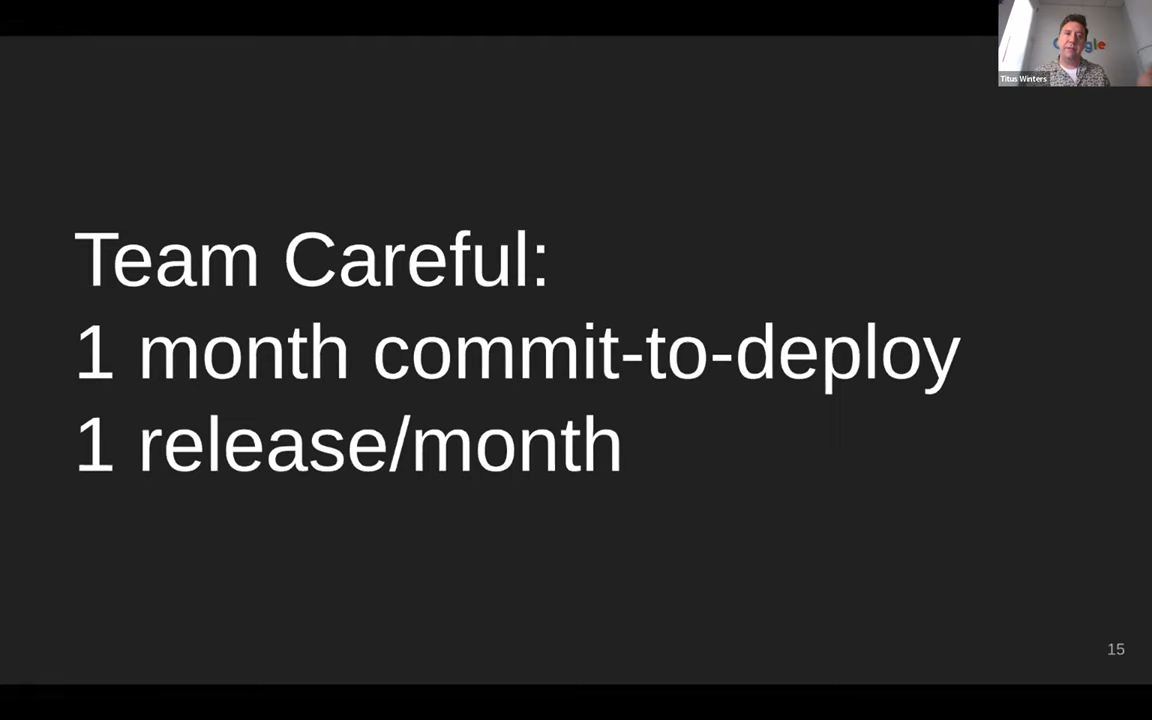 Titus Winters
Team Careful:
1 month commit-to-deploy
1 release/month
15